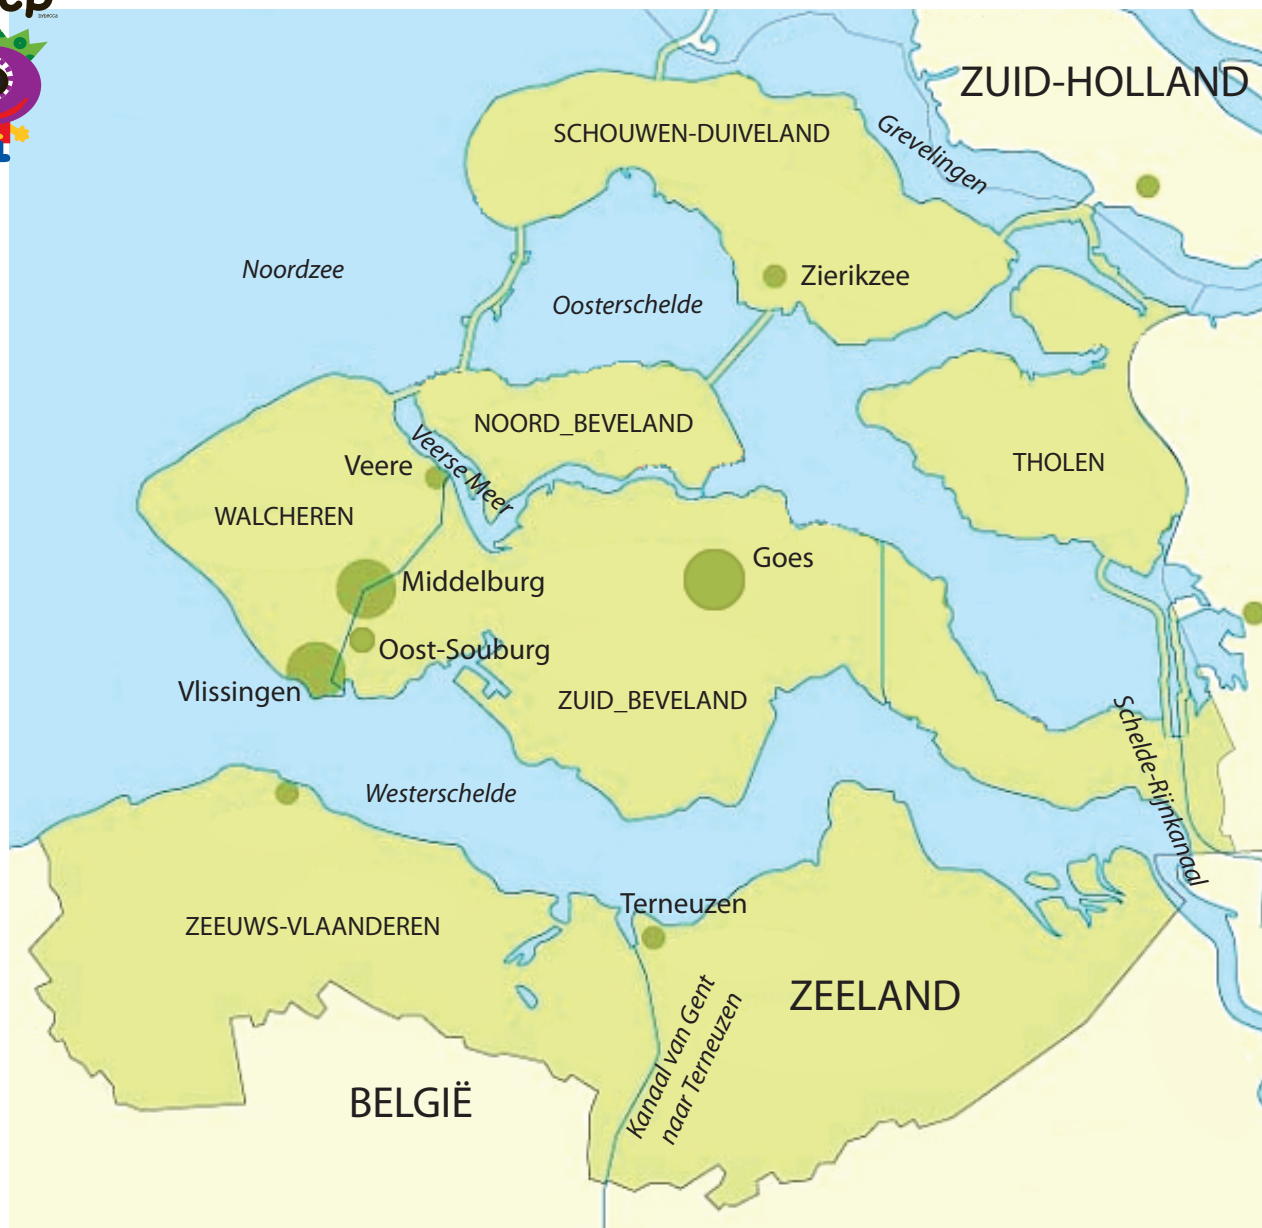 ZUID-HOLLAND
SCHOUWEN-DUIVELAND
Grevelingen
Noordzee
Zierikzee
Oosterschelde
NOORD_BEVELAND
Veerse Meer
Veere
THOLEN
WALCHEREN
Goes
Middelburg
Oost-Souburg
Vlissingen
ZUID_BEVELAND
Schelde-Rijnkanaal
Westerschelde
Terneuzen
ZEEUWS-VLAANDEREN
ZEELAND
Kanaal van Gent
naar Terneuzen
BELGIË